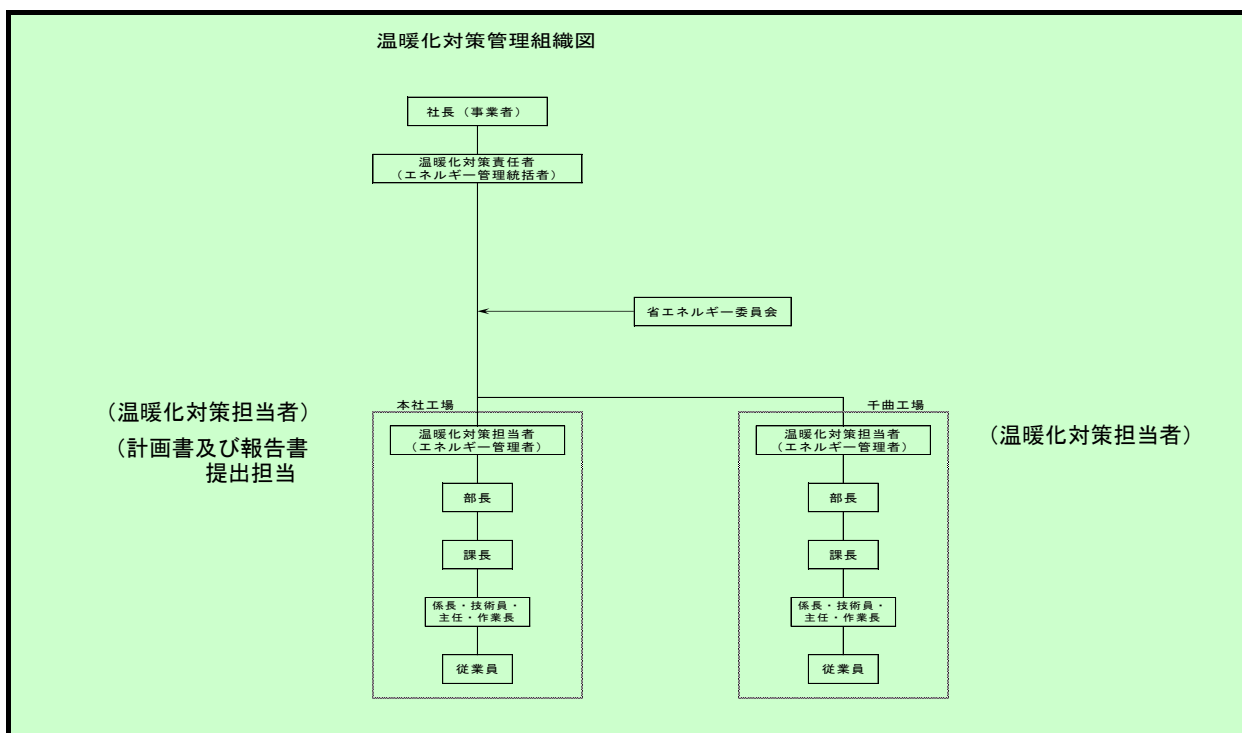 温暖化対策管理組織図
社長（事業者）
温暖化対策責任者
（エネルギー管理統括者）
省エネルギー委員会
（温暖化対策担当者）
（計画書及び報告書
提出担当
本社工場
温暖化対策担当者
（エネルギー管理者）
部長
課長
係長・技術員・
主任・作業長
従業員
千曲工場
温暖化対策担当者
（エネルギー管理者）
部長
課長
係長・技術員・
主任・作業長
従業員
（温暖化対策担当者）